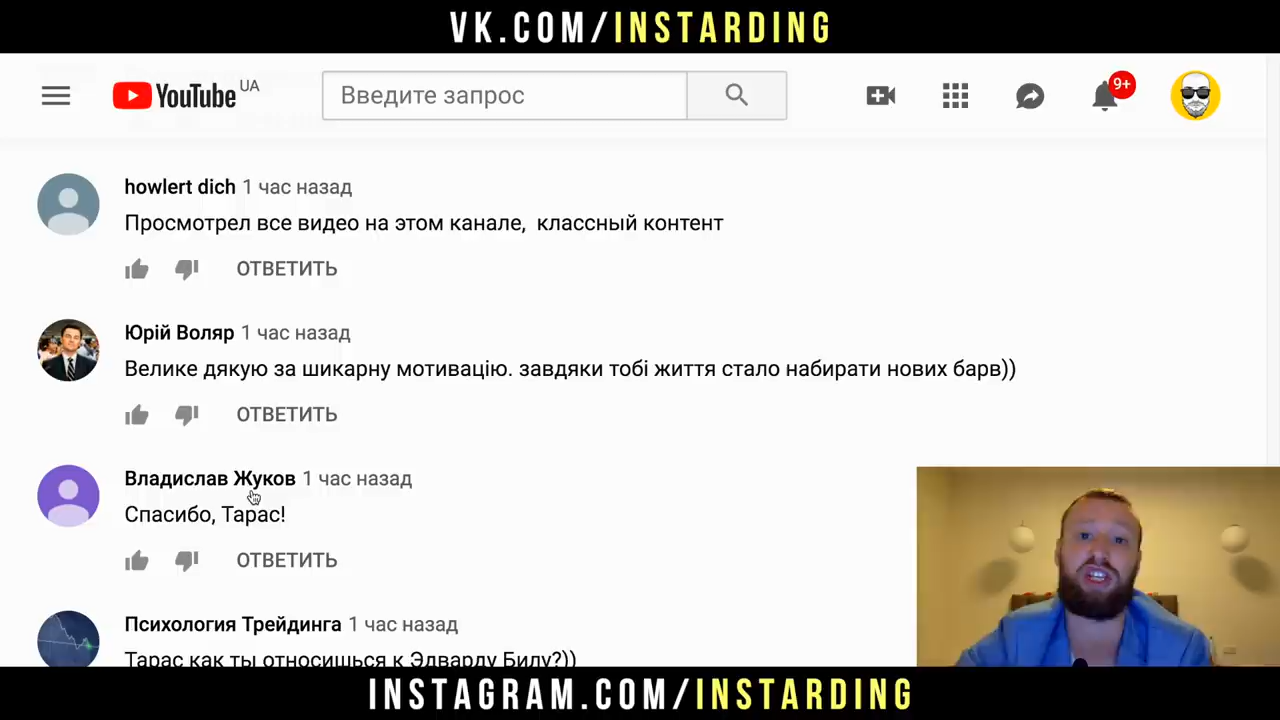 VK.COM/INSTARDING
YouTube UA
Введите запрос
9+
howlert dich 1 час назад
Просмотрел все видео на этом канале, классный контент
ОТВЕТИТЬ
Юрій Воляр 1 час назад
Велике дякую за шикарну мотивацію. завдяки тобі життя стало набирати нових барв))
ОТВЕТИТЬ
Владислав Жуков 1 час назад
Спасибо, Тарас!
ОТВЕТИТЬ
Психология Трейдинга 1 час назад
Тарас как ты относишься к Эдварду Билу?))
INSTAGRAM.COM/INSTARDING